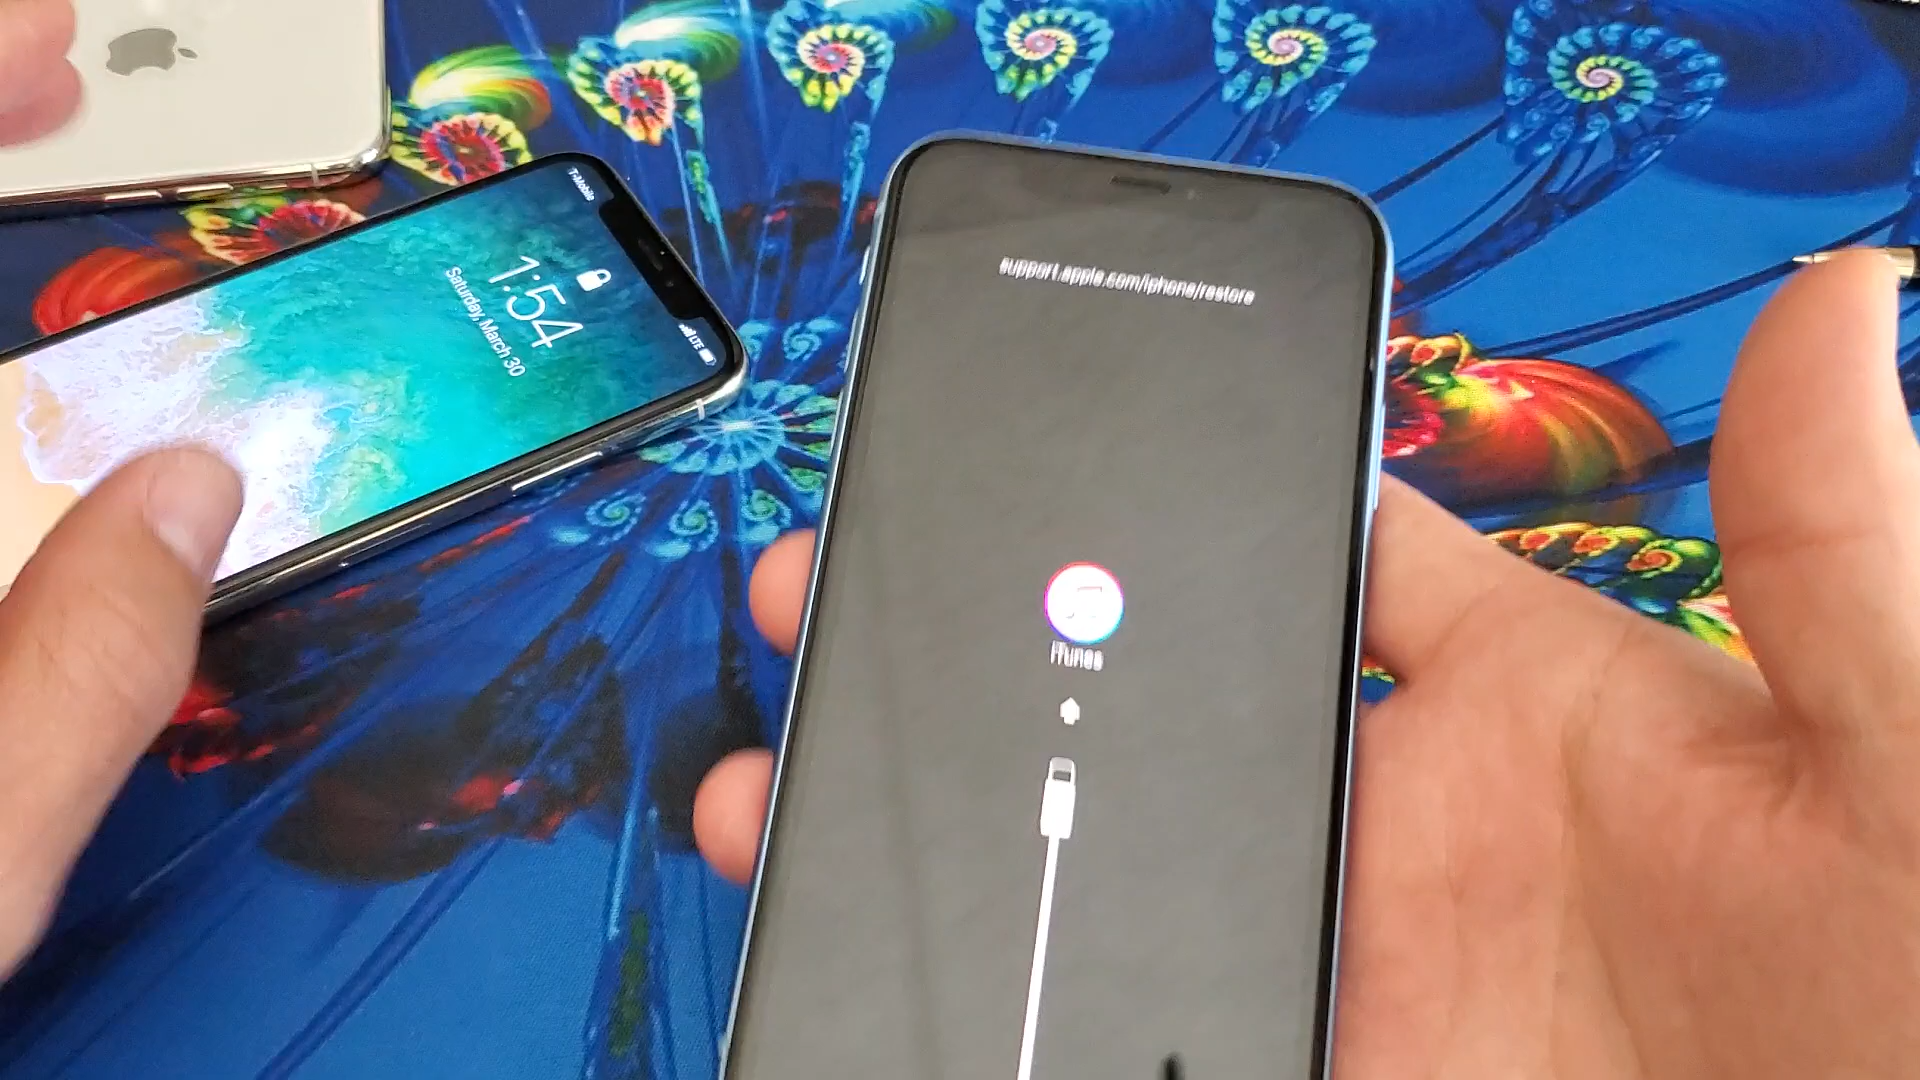 T-Mobile
LTE
1:54
Saturday, March 30
support.apple.com/iphone/restore
iTunes